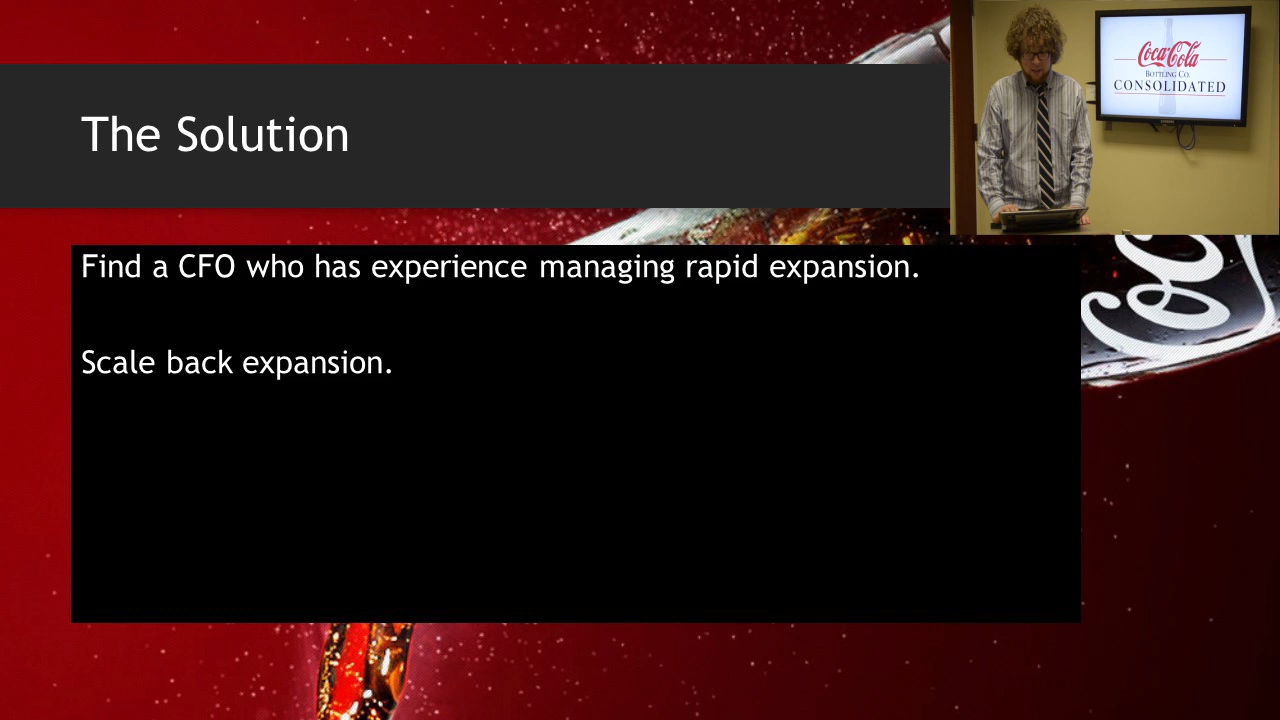 The Solution
Find a CFO who has experience managing rapid expansion.
Scale back expansion.
Coca-Cola
BOTTLING CO.
CONSOLIDATED